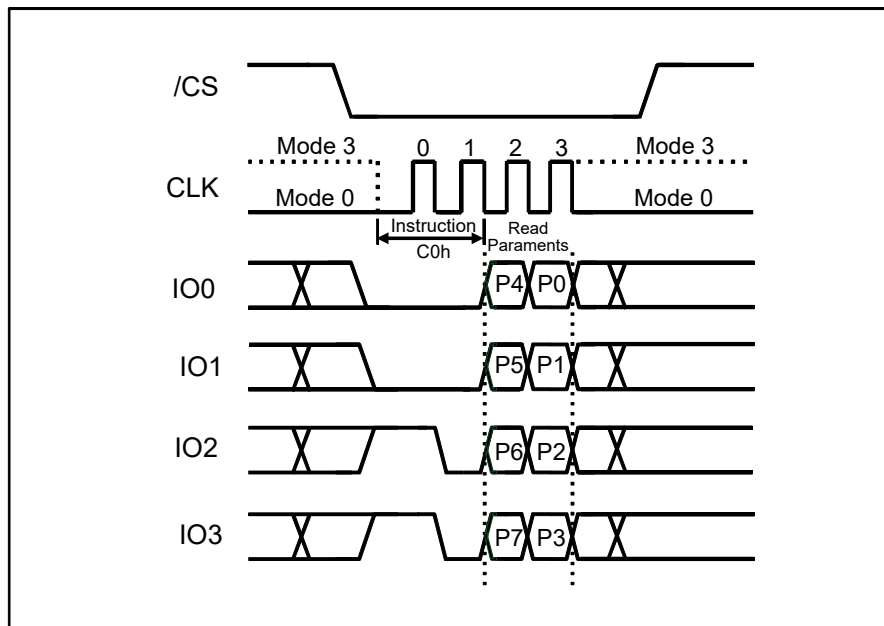 /CS
Mode 3 0 1 2 3 Mode 3
CLK
Mode 0 Mode 0
Instruction Read
C0h Paraments
IO0 P4 P0
IO1 P5 P1
IO2 P6 P2
IO3 P7 P3